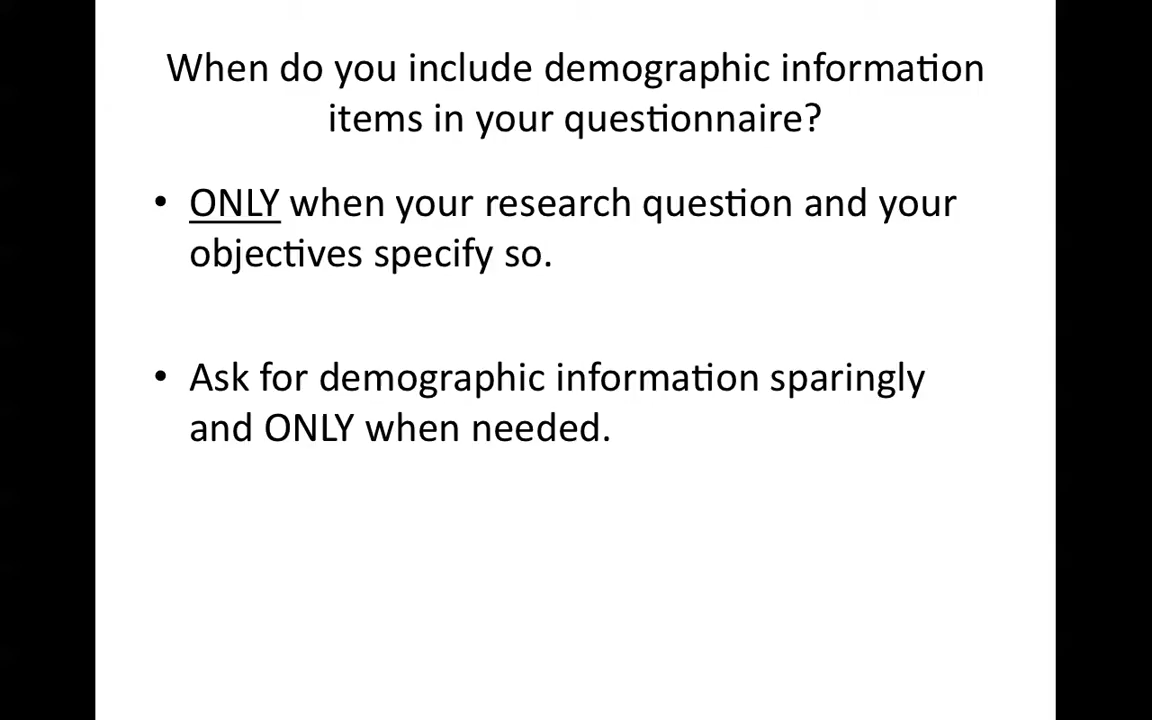 When do you include demographic information
items in your questionnaire?
• ONLY when your research question and your
objectives specify so.
• Ask for demographic information sparingly
and ONLY when needed.